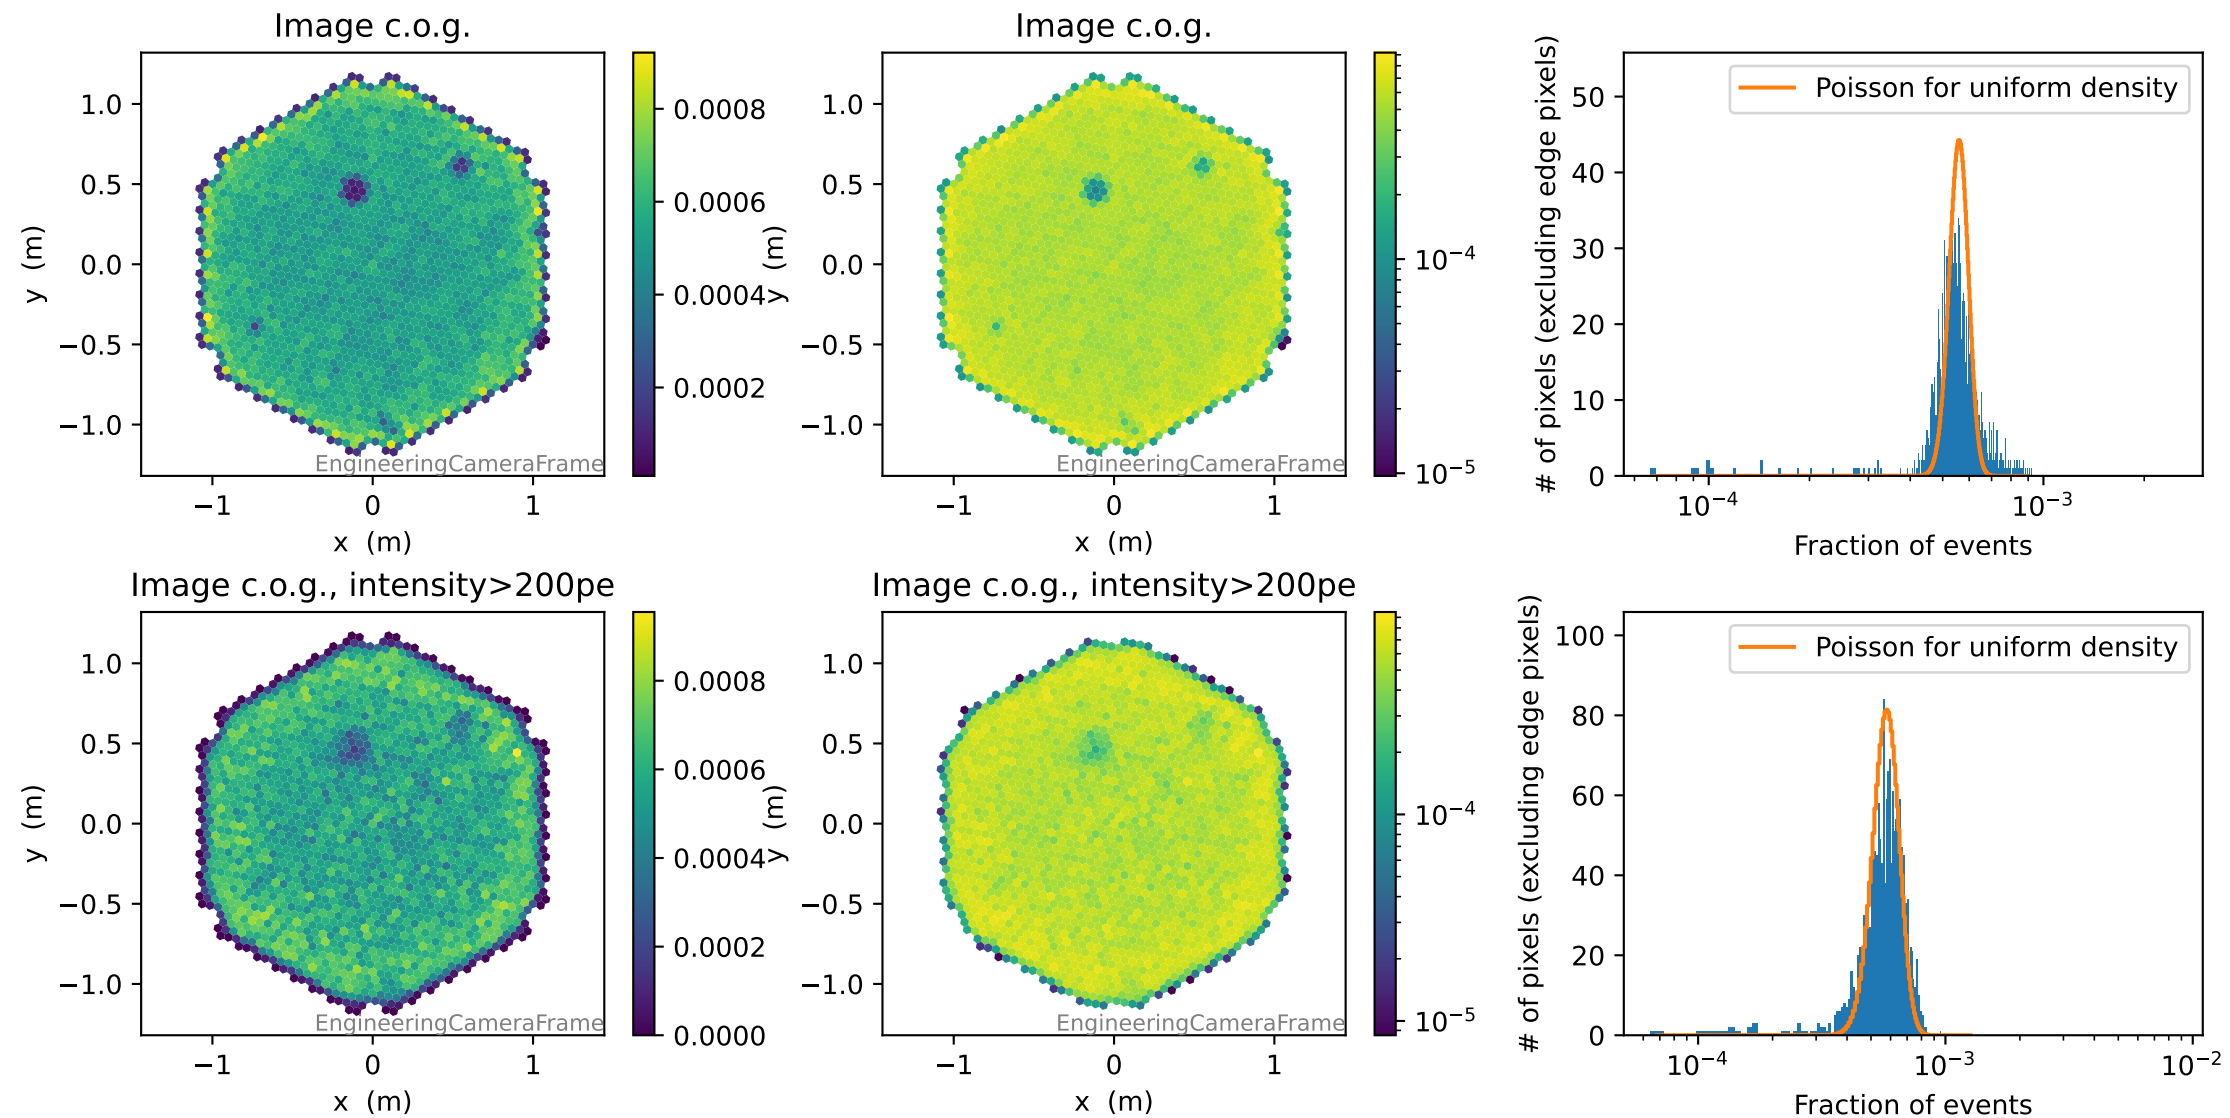 Image c.o.g.
y (m)
1.0
0.5
0.0
−0.5
−1.0
EngineeringCameraFrame
−1 0 1
x (m)
0.0008
0.0006
0.0004
0.0002
Image c.o.g.
y (m)
1.0
0.5
0.0
−0.5
−1.0
EngineeringCameraFrame
−1 0 1
x (m)
10⁻⁴
10⁻⁵
# of pixels (excluding edge pixels)
50
40
30
20
10
0
Poisson for uniform density
10⁻⁴ 10⁻³
Fraction of events
Image c.o.g., intensity>200pe
y (m)
1.0
0.5
0.0
−0.5
−1.0
EngineeringCameraFrame
−1 0 1
x (m)
0.0008
0.0006
0.0004
0.0002
0.0000
Image c.o.g., intensity>200pe
y (m)
1.0
0.5
0.0
−0.5
−1.0
EngineeringCameraFrame
−1 0 1
x (m)
10⁻⁴
10⁻⁵
# of pixels (excluding edge pixels)
100
80
60
40
20
0
Poisson for uniform density
10⁻⁴ 10⁻³ 10⁻²
Fraction of events